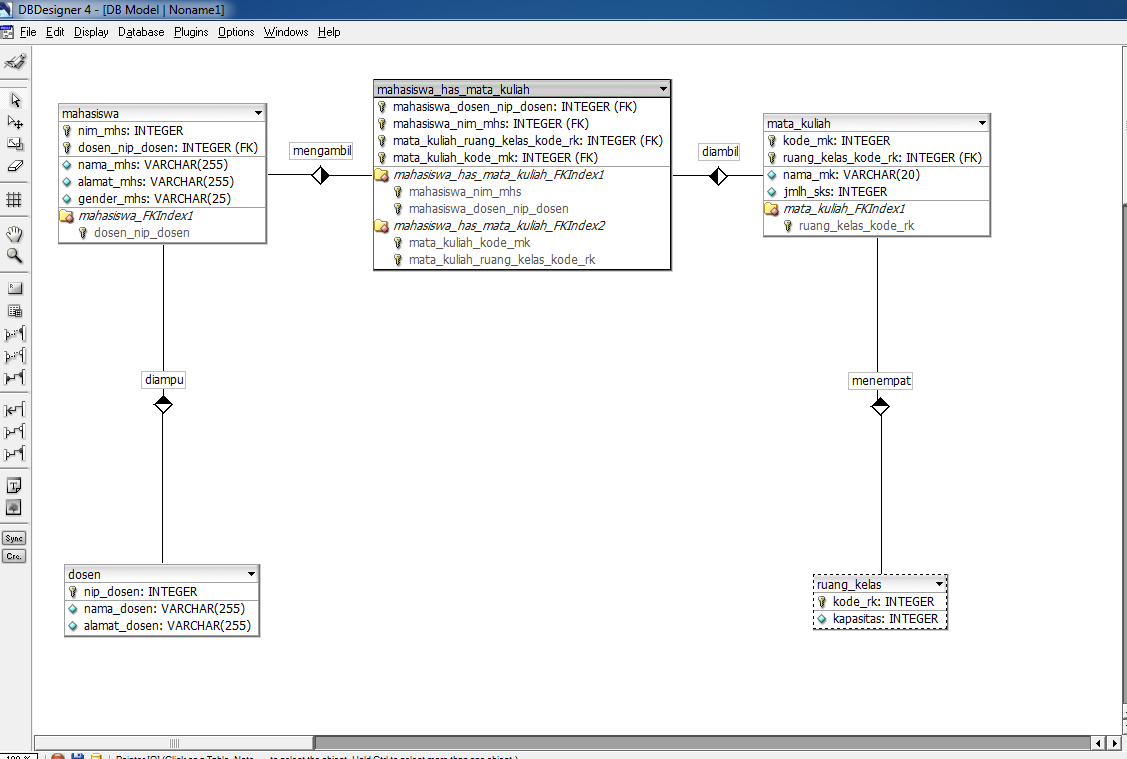 DBDesigner 4 - [DB Model | Noname1]
File Edit Display Database Plugins Options Windows Help
mahasiswa
nim_mhs: INTEGER
dosen_nip_dosen: INTEGER (FK)
nama_mhs: VARCHAR(255)
alamat_mhs: VARCHAR(255)
gender_mhs: VARCHAR(25)
mahasiswa_FKIndex1
dosen_nip_dosen
mengambil
mahasiswa_has_mata_kuliah
mahasiswa_dosen_nip_dosen: INTEGER (FK)
mahasiswa_nim_mhs: INTEGER (FK)
mata_kuliah_ruang_kelas_kode_rk: INTEGER (FK)
mata_kuliah_kode_mk: INTEGER (FK)
mahasiswa_has_mata_kuliah_FKIndex1
mahasiswa_nim_mhs
mahasiswa_dosen_nip_dosen
mahasiswa_has_mata_kuliah_FKIndex2
mata_kuliah_kode_mk
mata_kuliah_ruang_kelas_kode_rk
diambil
mata_kuliah
kode_mk: INTEGER
ruang_kelas_kode_rk: INTEGER (FK)
nama_mk: VARCHAR(20)
jmlh_sks: INTEGER
mata_kuliah_FKIndex1
ruang_kelas_kode_rk
diampu
menempat
dosen
nip_dosen: INTEGER
nama_dosen: VARCHAR(255)
alamat_dosen: VARCHAR(255)
ruang_kelas
kode_rk: INTEGER
kapasitas: INTEGER
Sync
Cre.